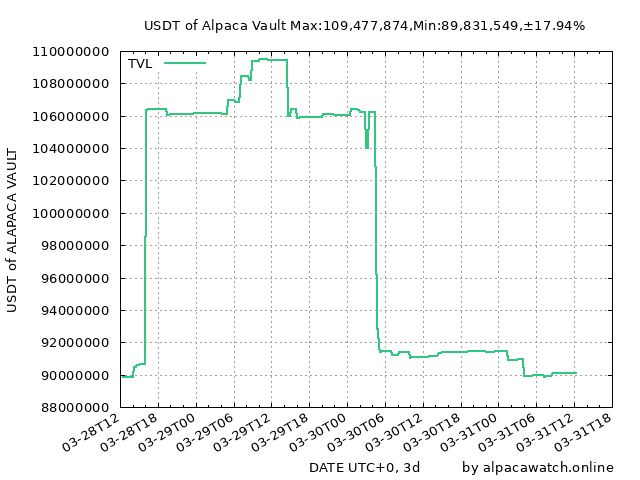 USDT of Alpaca Vault Max:109,477,874,Min:89,831,549,±17.94%
TVL
110000000
108000000
106000000
104000000
102000000
100000000
98000000
96000000
94000000
92000000
90000000
88000000
USDT of ALAPACA VAULT
03-28T12
03-28T18
03-29T00
03-29T06
03-29T12
03-29T18
03-30T00
03-30T06
03-30T12
03-30T18
03-31T00
03-31T06
03-31T12
03-31T18
DATE UTC+0, 3d
by alpacawatch.online